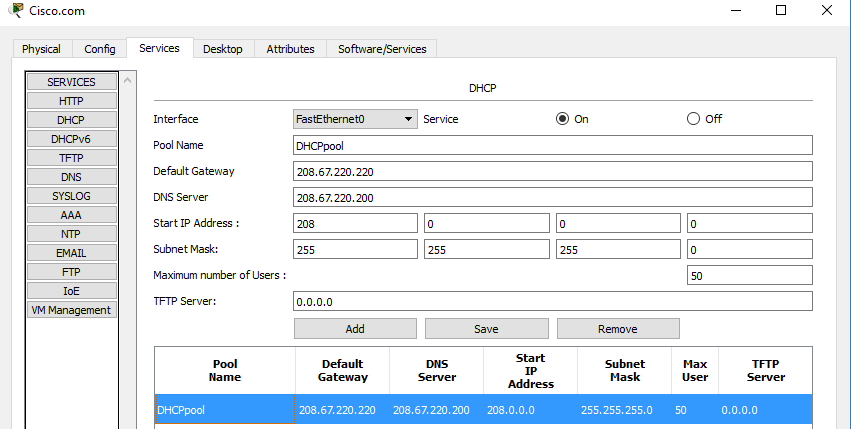 Cisco.com
Physical Config Services Desktop Attributes Software/Services
SERVICES
HTTP
DHCP
DHCPv6
TFTP
DNS
SYSLOG
AAA
NTP
EMAIL
FTP
IoE
VM Management
DHCP
Interface FastEthernet0 Service On Off
Pool Name DHCPpool
Default Gateway 208.67.220.220
DNS Server 208.67.220.200
Start IP Address : 208 0 0 0
Subnet Mask: 255 255 255 0
Maximum number of Users : 50
TFTP Server: 0.0.0.0
Add Save Remove
Pool Name Default Gateway DNS Server Start IP Address Subnet Mask Max User TFTP Server
DHCPpool 208.67.220.220 208.67.220.200 208.0.0.0 255.255.255.0 50 0.0.0.0